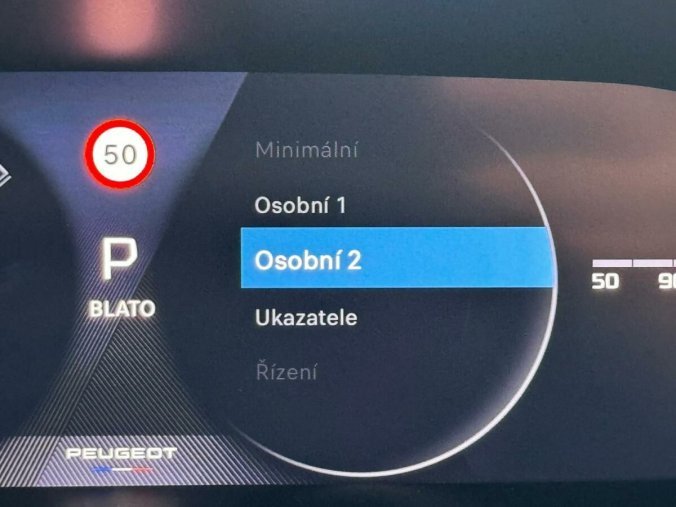 50
P
BLATO
PEUGEOT
Minimální
Osobní 1
Osobní 2
Ukazatele
Řízení
50